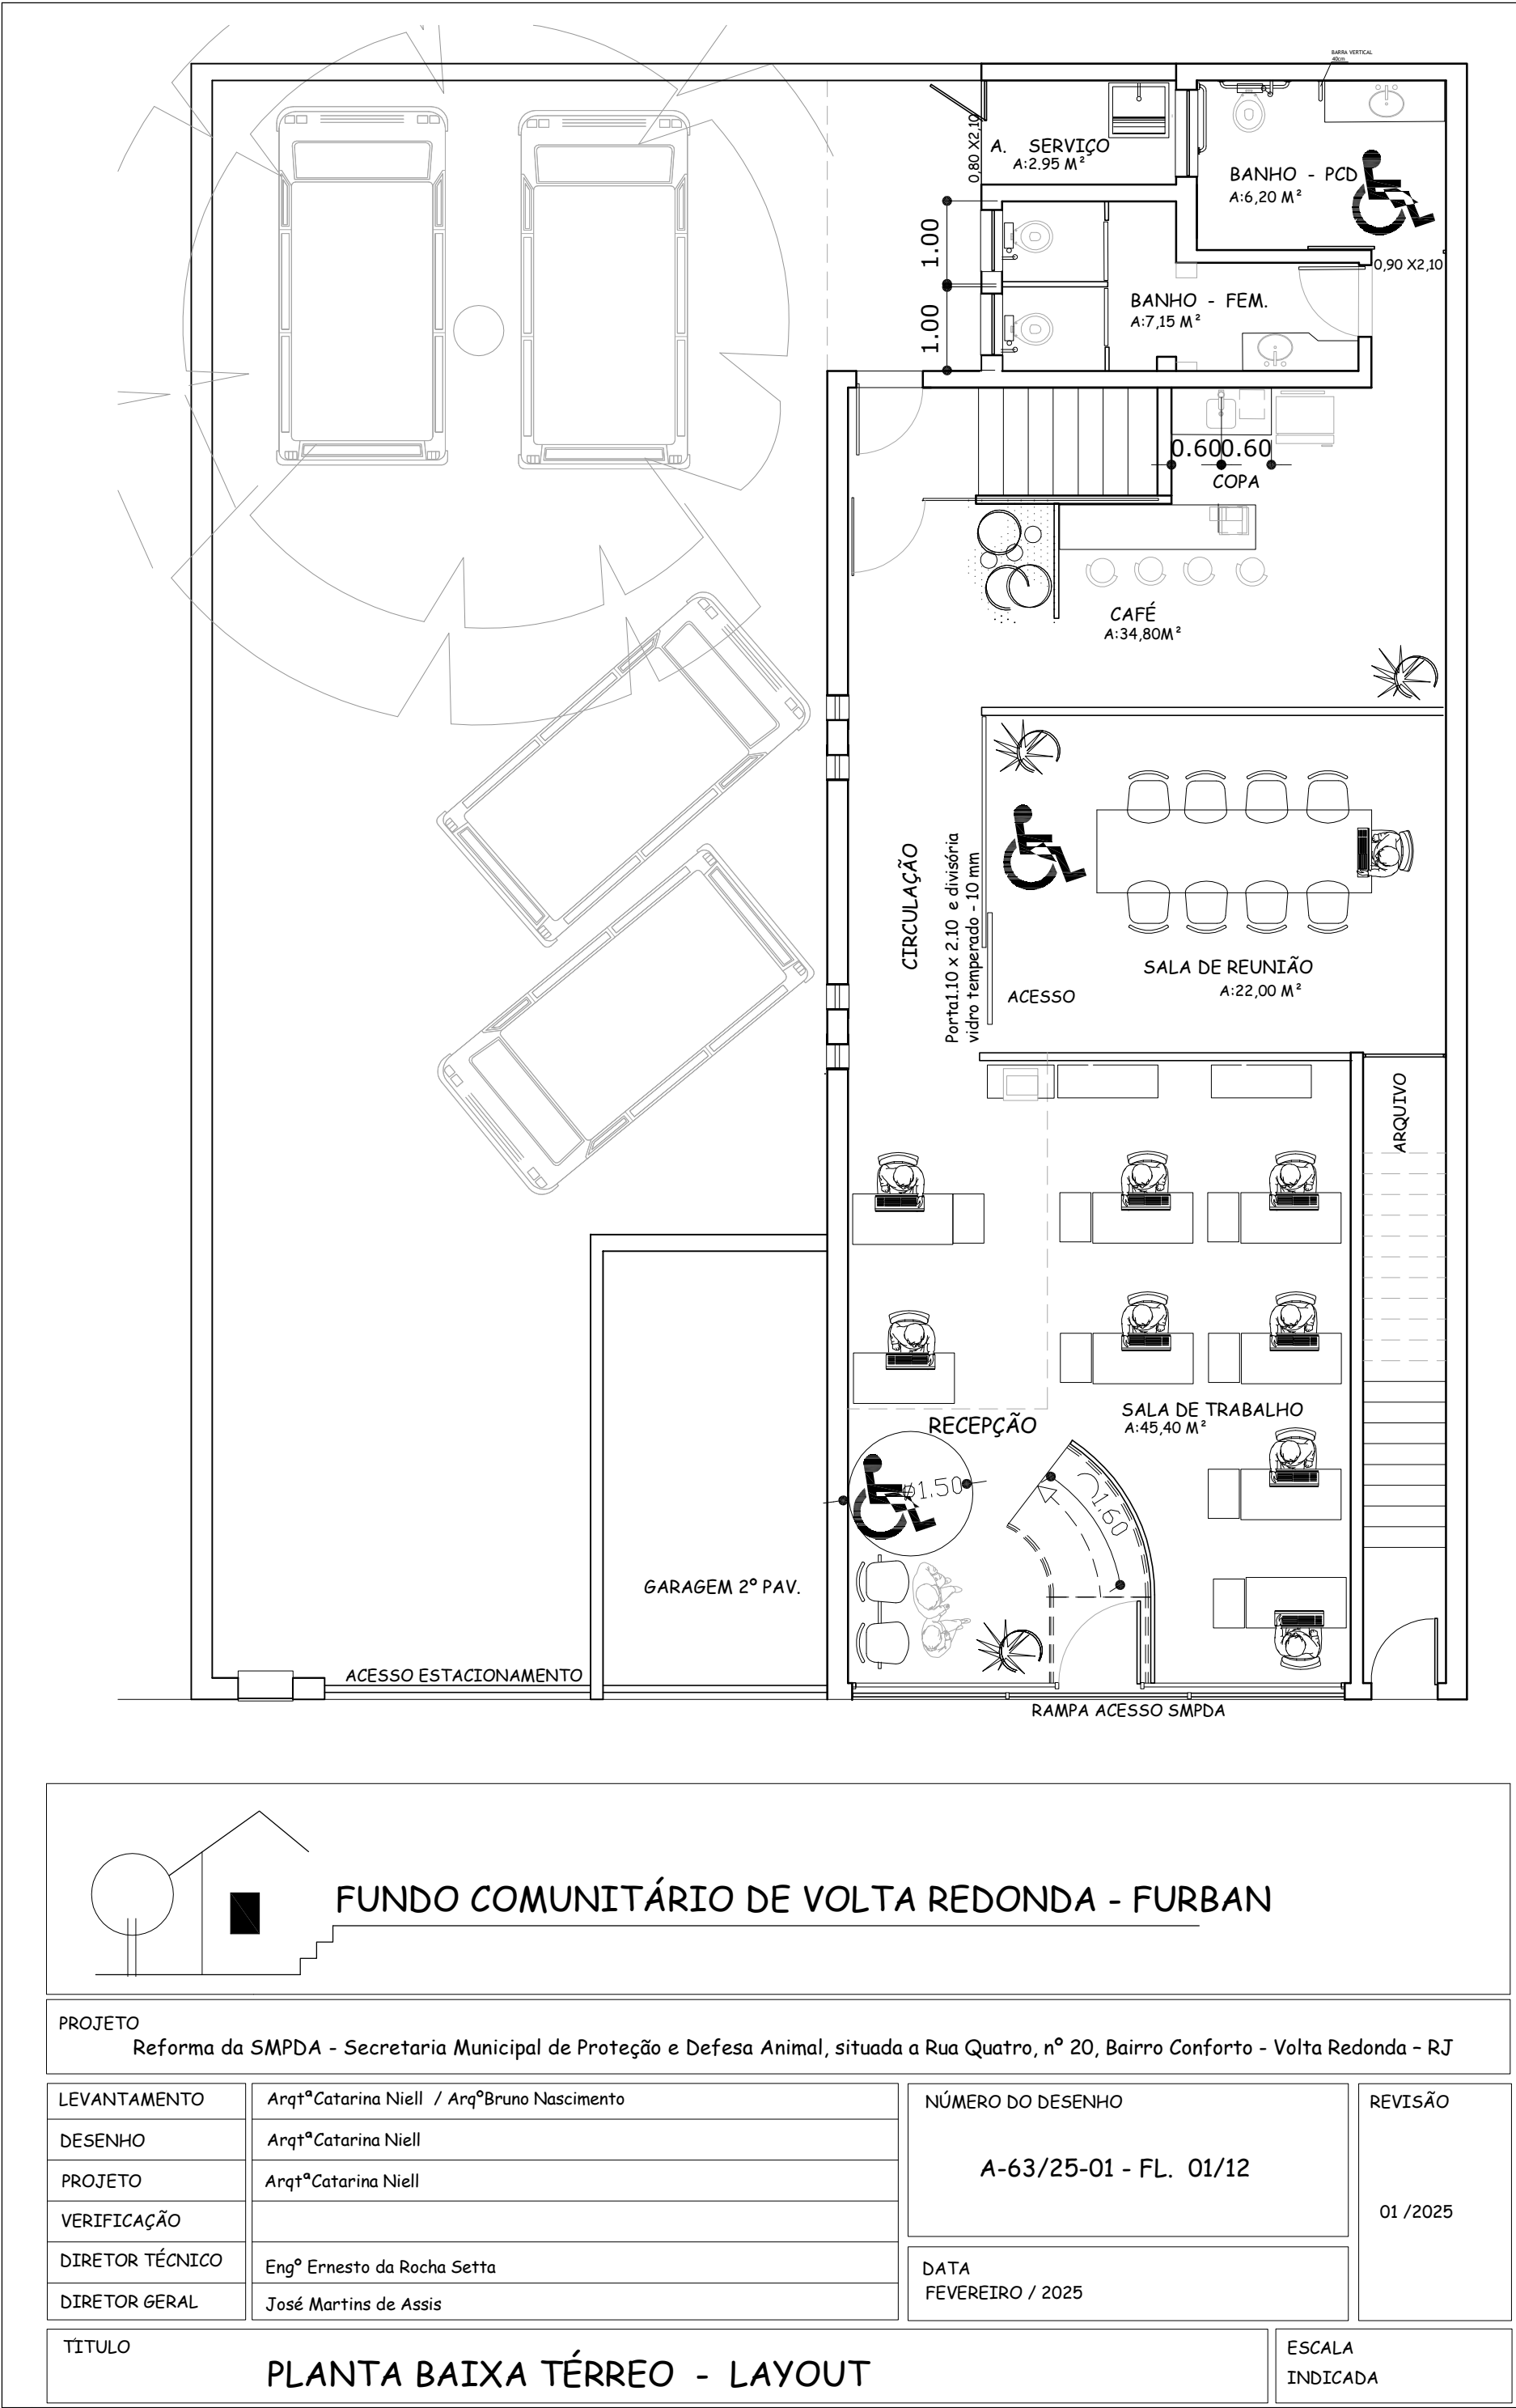 BARRA VERTICAL
40cm
0,80 X2,10
A. SERVIÇO
A:2.95 M²
BANHO - PCD
A:6,20 M²
0,90 X2,10
1.00
1.00
BANHO - FEM.
A:7,15 M²
0.60
0.60
COPA
CAFÉ
A:34,80M²
CIRCULAÇÃO
Porta1.10 x 2.10 e divisória
vidro temperado - 10 mm
SALA DE REUNIÃO
A:22,00 M²
ACESSO
ARQUIVO
SALA DE TRABALHO
A:45,40 M²
RECEPÇÃO
ø1.50
1.60
GARAGEM 2º PAV.
ACESSO ESTACIONAMENTO
RAMPA ACESSO SMPDA
FUNDO COMUNITÁRIO DE VOLTA REDONDA - FURBAN
PROJETO
Reforma da SMPDA - Secretaria Municipal de Proteção e Defesa Animal, situada a Rua Quatro, nº 20, Bairro Conforto - Volta Redonda – RJ
LEVANTAMENTO
Arqtª Catarina Niell / Arqº Bruno Nascimento
DESENHO
Arqtª Catarina Niell
PROJETO
Arqtª Catarina Niell
VERIFICAÇÃO
DIRETOR TÉCNICO
Engº Ernesto da Rocha Setta
DIRETOR GERAL
José Martins de Assis
NÚMERO DO DESENHO
A-63/25-01 - FL. 01/12
REVISÃO
01 /2025
DATA
FEVEREIRO / 2025
TÍTULO
PLANTA BAIXA TÉRREO - LAYOUT
ESCALA
INDICADA